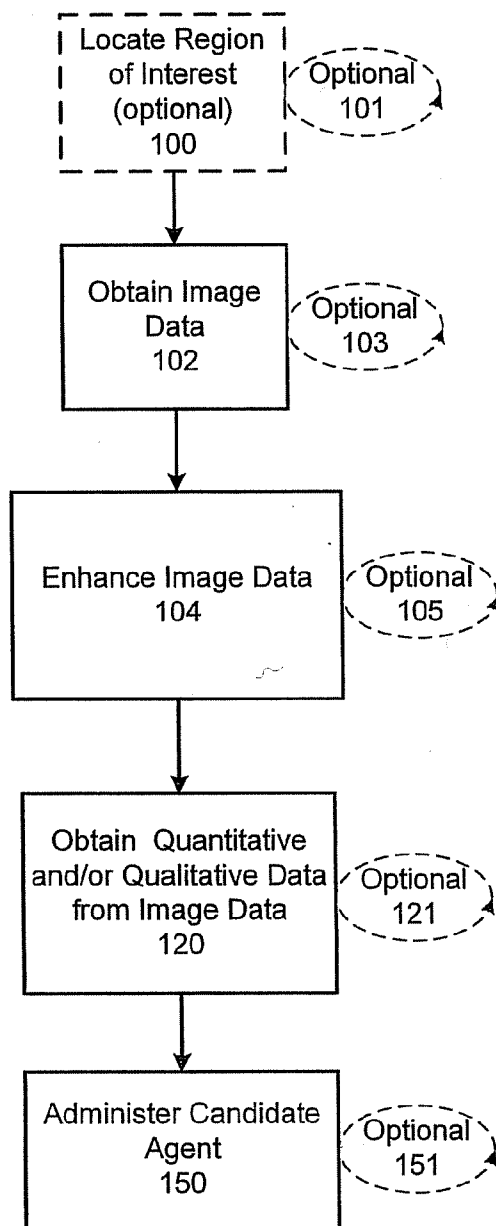 Locate Region
of Interest
(optional)
100
Optional
101
Obtain Image
Data
102
Optional
103
Enhance Image Data
104
Optional
105
Obtain Quantitative
and/or Qualitative Data
from Image Data
120
Optional
121
Administer Candidate
Agent
150
Optional
151